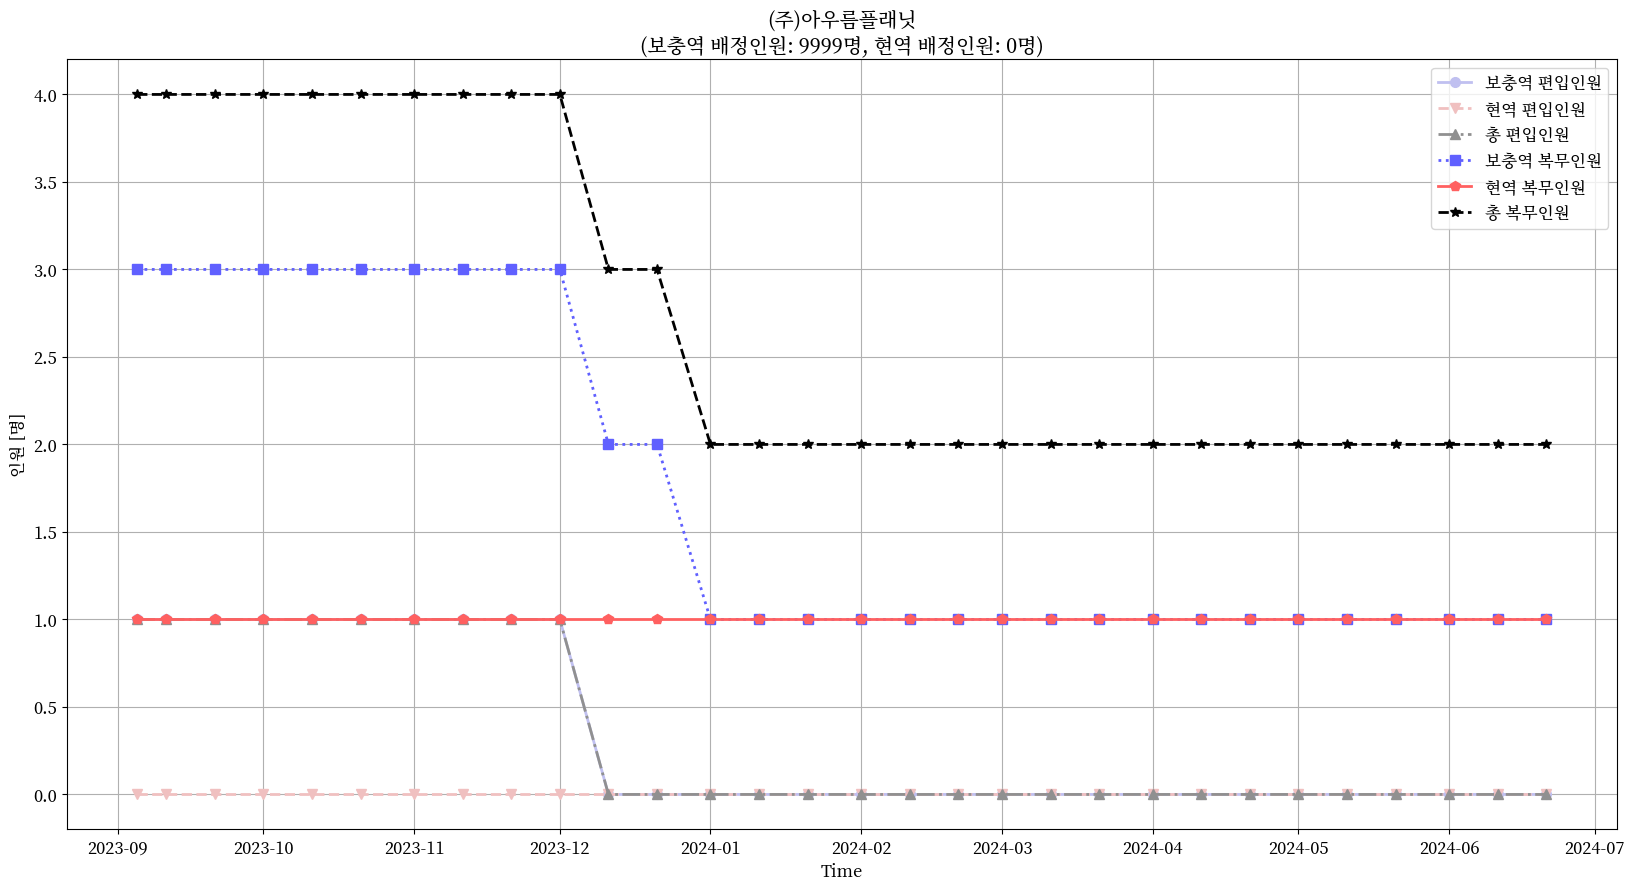 (주)아우름플래닛
(보충역 배정인원: 9999명, 현역 배정인원: 0명)
보충역 편입인원
현역 편입인원
총 편입인원
보충역 복무인원
현역 복무인원
총 복무인원
인원 [명]
4.0
3.5
3.0
2.5
2.0
1.5
1.0
0.5
0.0
2023-09 2023-10 2023-11 2023-12 2024-01 2024-02 2024-03 2024-04 2024-05 2024-06 2024-07
Time